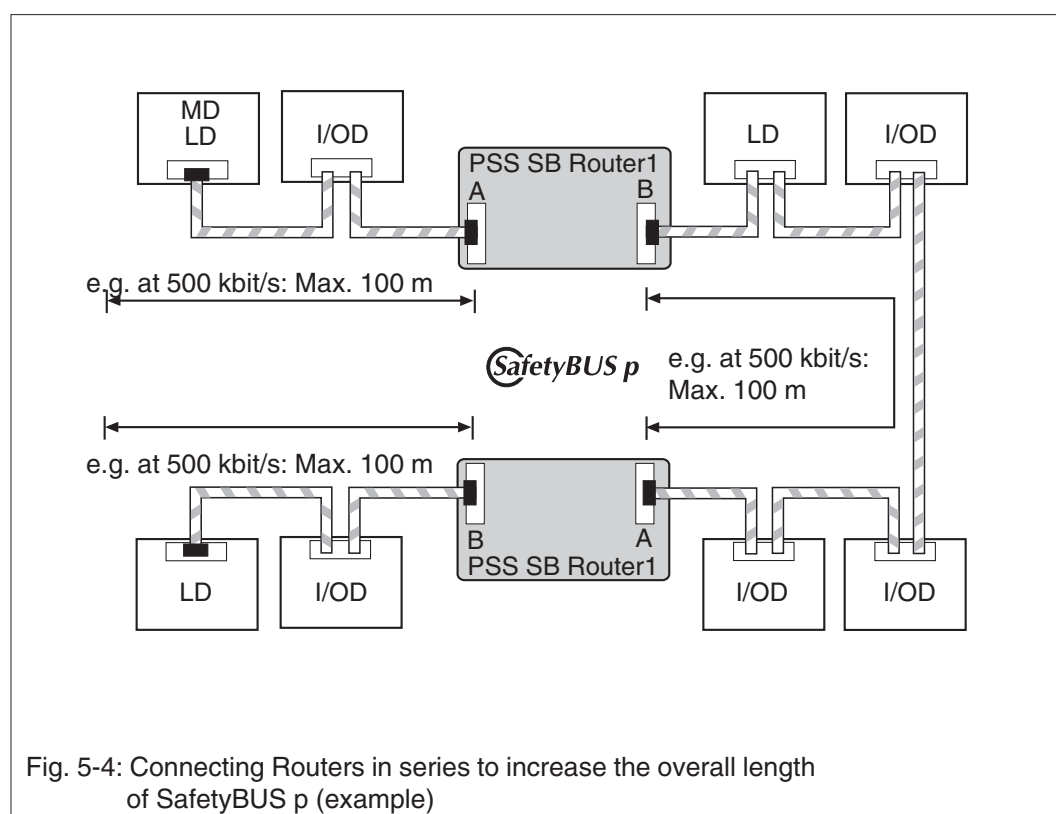 MD
LD
I/OD
PSS SB Router1
A
B
LD
I/OD
e.g. at 500 kbit/s: Max. 100 m
SafetyBUS p
e.g. at 500 kbit/s:
Max. 100 m
e.g. at 500 kbit/s: Max. 100 m
LD
I/OD
B
A
PSS SB Router1
I/OD
I/OD
Fig. 5-4: Connecting Routers in series to increase the overall length
of SafetyBUS p (example)